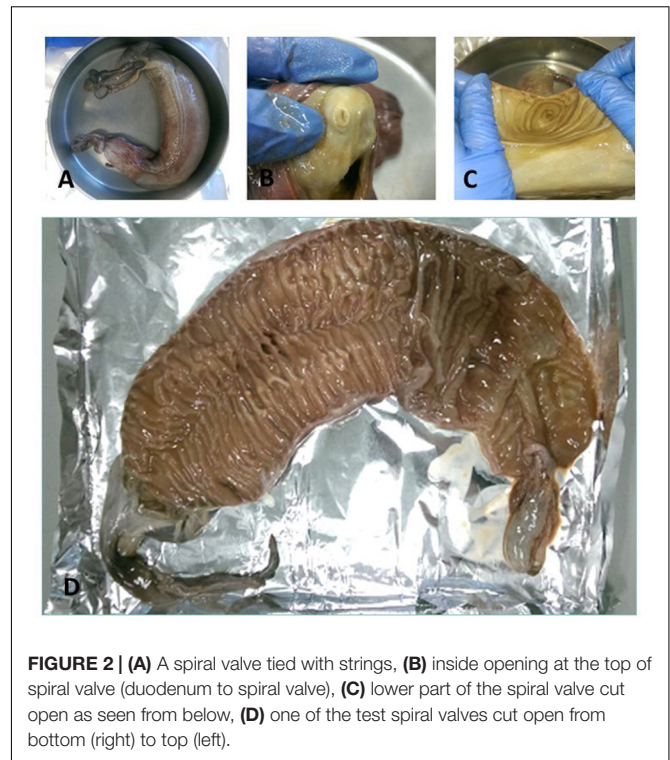 A
B
C
D
FIGURE 2 | (A) A spiral valve tied with strings, (B) inside opening at the top of
spiral valve (duodenum to spiral valve), (C) lower part of the spiral valve cut
open as seen from below, (D) one of the test spiral valves cut open from
bottom (right) to top (left).